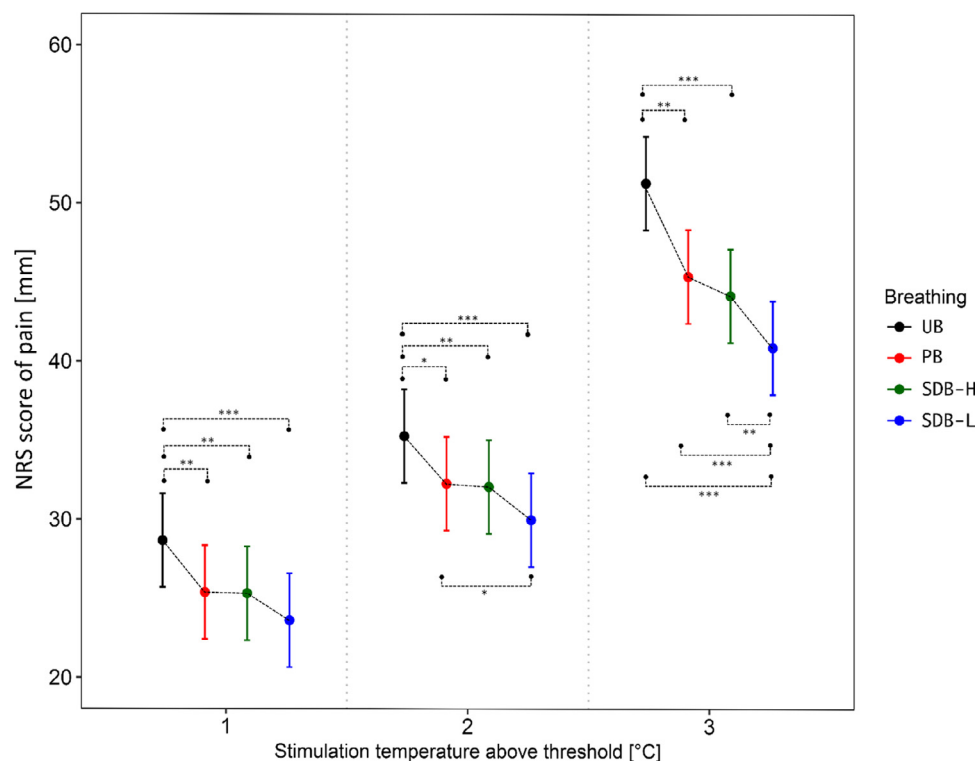 NRS score of pain [mm]
60
50
40
30
20
***
**
**
***
**
*
*
***
**
**
***
***
1
2
3
Stimulation temperature above threshold [°C]
Breathing
UB
PB
SDB-H
SDB-L